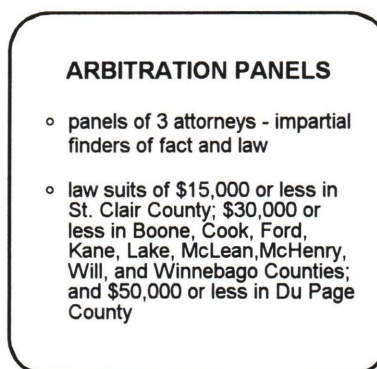 ARBITRATION PANELS
° panels of 3 attorneys - impartial
finders of fact and law
° law suits of $15,000 or less in
St. Clair County; $30,000 or
less in Boone, Cook, Ford,
Kane, Lake, McLean,McHenry,
Will, and Winnebago Counties;
and $50,000 or less in Du Page
County